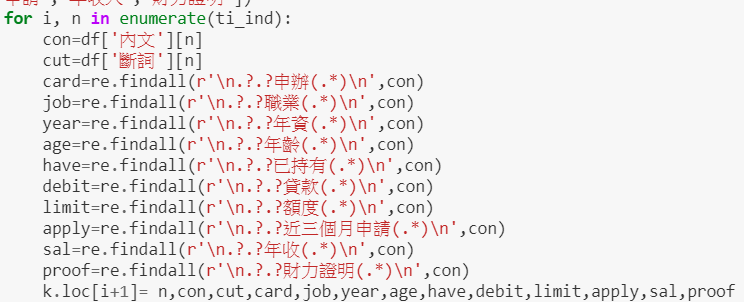 for i, n in enumerate(ti_ind):
    con=df['內文'][n]
    cut=df['斷詞'][n]
    card=re.findall(r'\n.?.?申辦(.*)\n',con)
    job=re.findall(r'\n.?.?職業(.*)\n',con)
    year=re.findall(r'\n.?.?年資(.*)\n',con)
    age=re.findall(r'\n.?.?年齡(.*)\n',con)
    have=re.findall(r'\n.?.?已持有(.*)\n',con)
    debit=re.findall(r'\n.?.?貸款(.*)\n',con)
    limit=re.findall(r'\n.?.?額度(.*)\n',con)
    apply=re.findall(r'\n.?.?近三個月申請(.*)\n',con)
    sal=re.findall(r'\n.?.?年收(.*)\n',con)
    proof=re.findall(r'\n.?.?財力證明(.*)\n',con)
    k.loc[i+1]= n,con,cut,card,job,year,age,have,debit,limit,apply,sal,proof